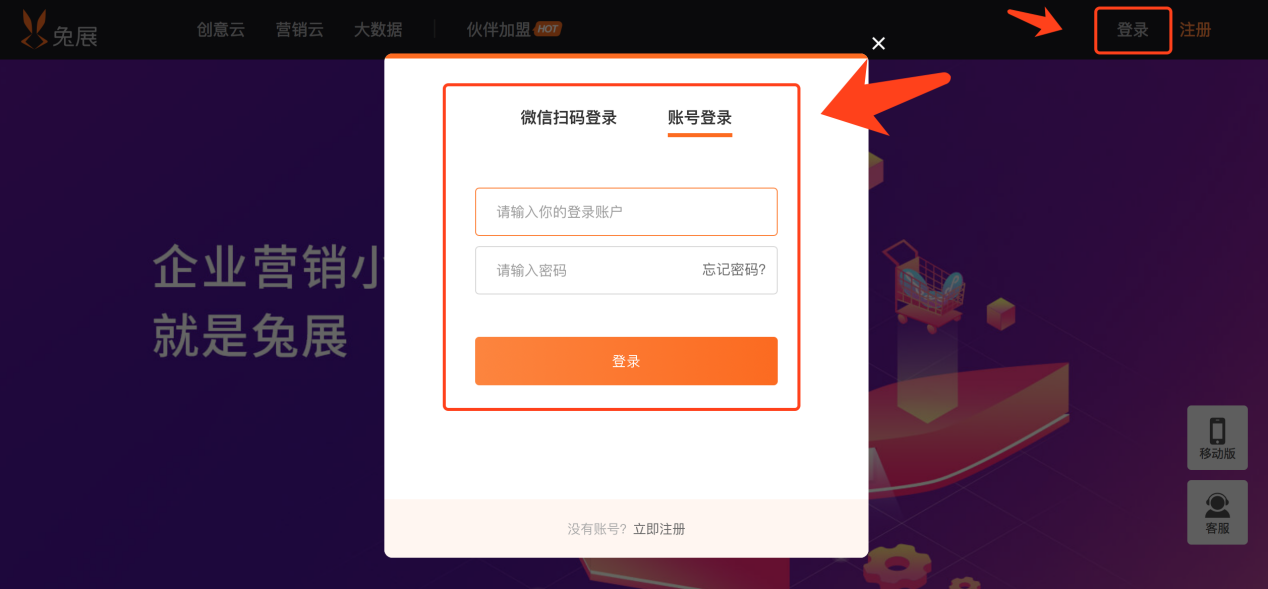 兔展
创意云 营销云 大数据 伙伴加盟 HOT 登录 注册
微信扫码登录 账号登录
请输入你的登录账户
请输入密码 忘记密码?
登录
没有账号? 立即注册
企业营销小
就是兔展
移动版
客服